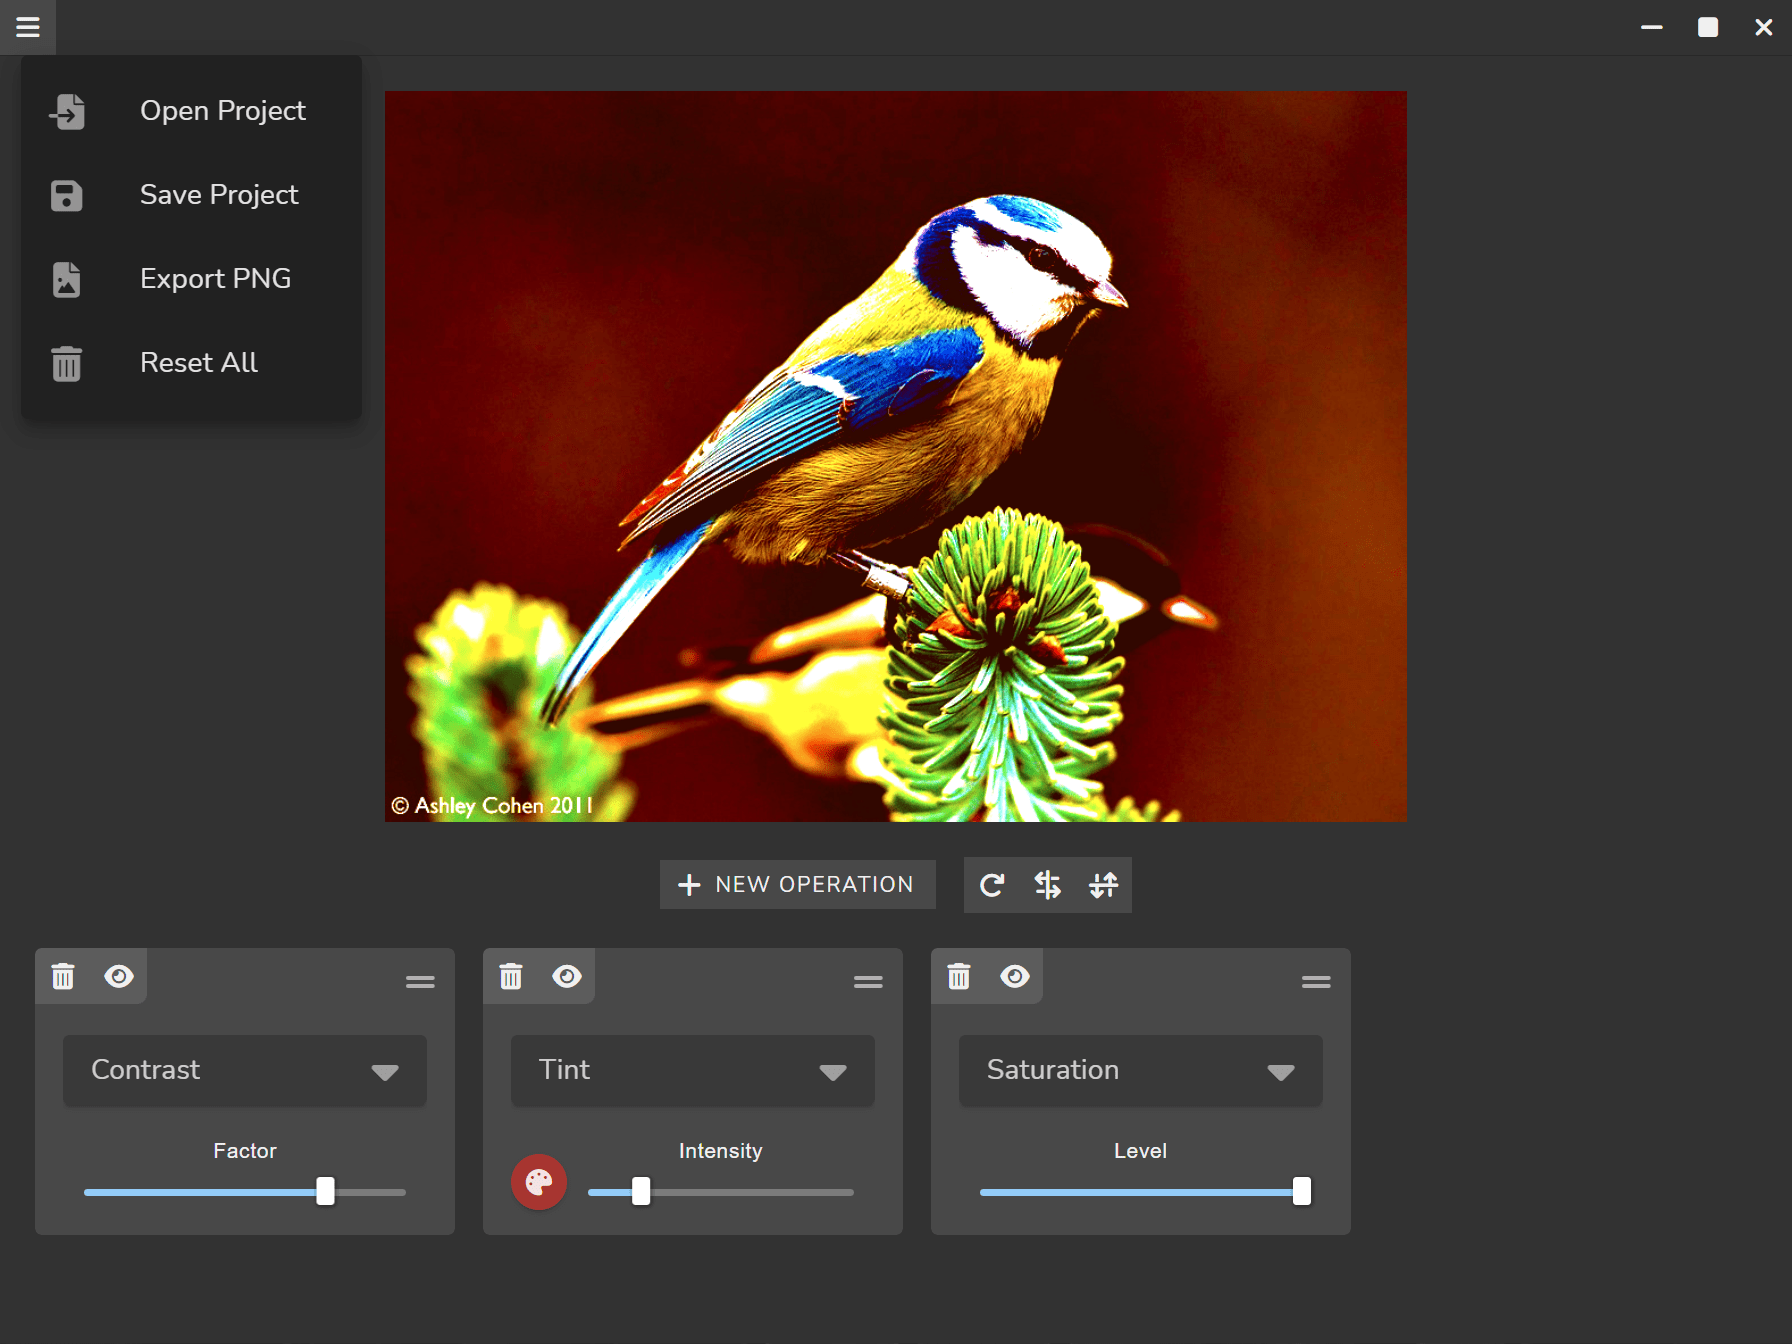 Open Project
Save Project
Export PNG
Reset All
© Ashley Cohen 2011
NEW OPERATION
Contrast
Tint
Saturation
Factor
Intensity
Level